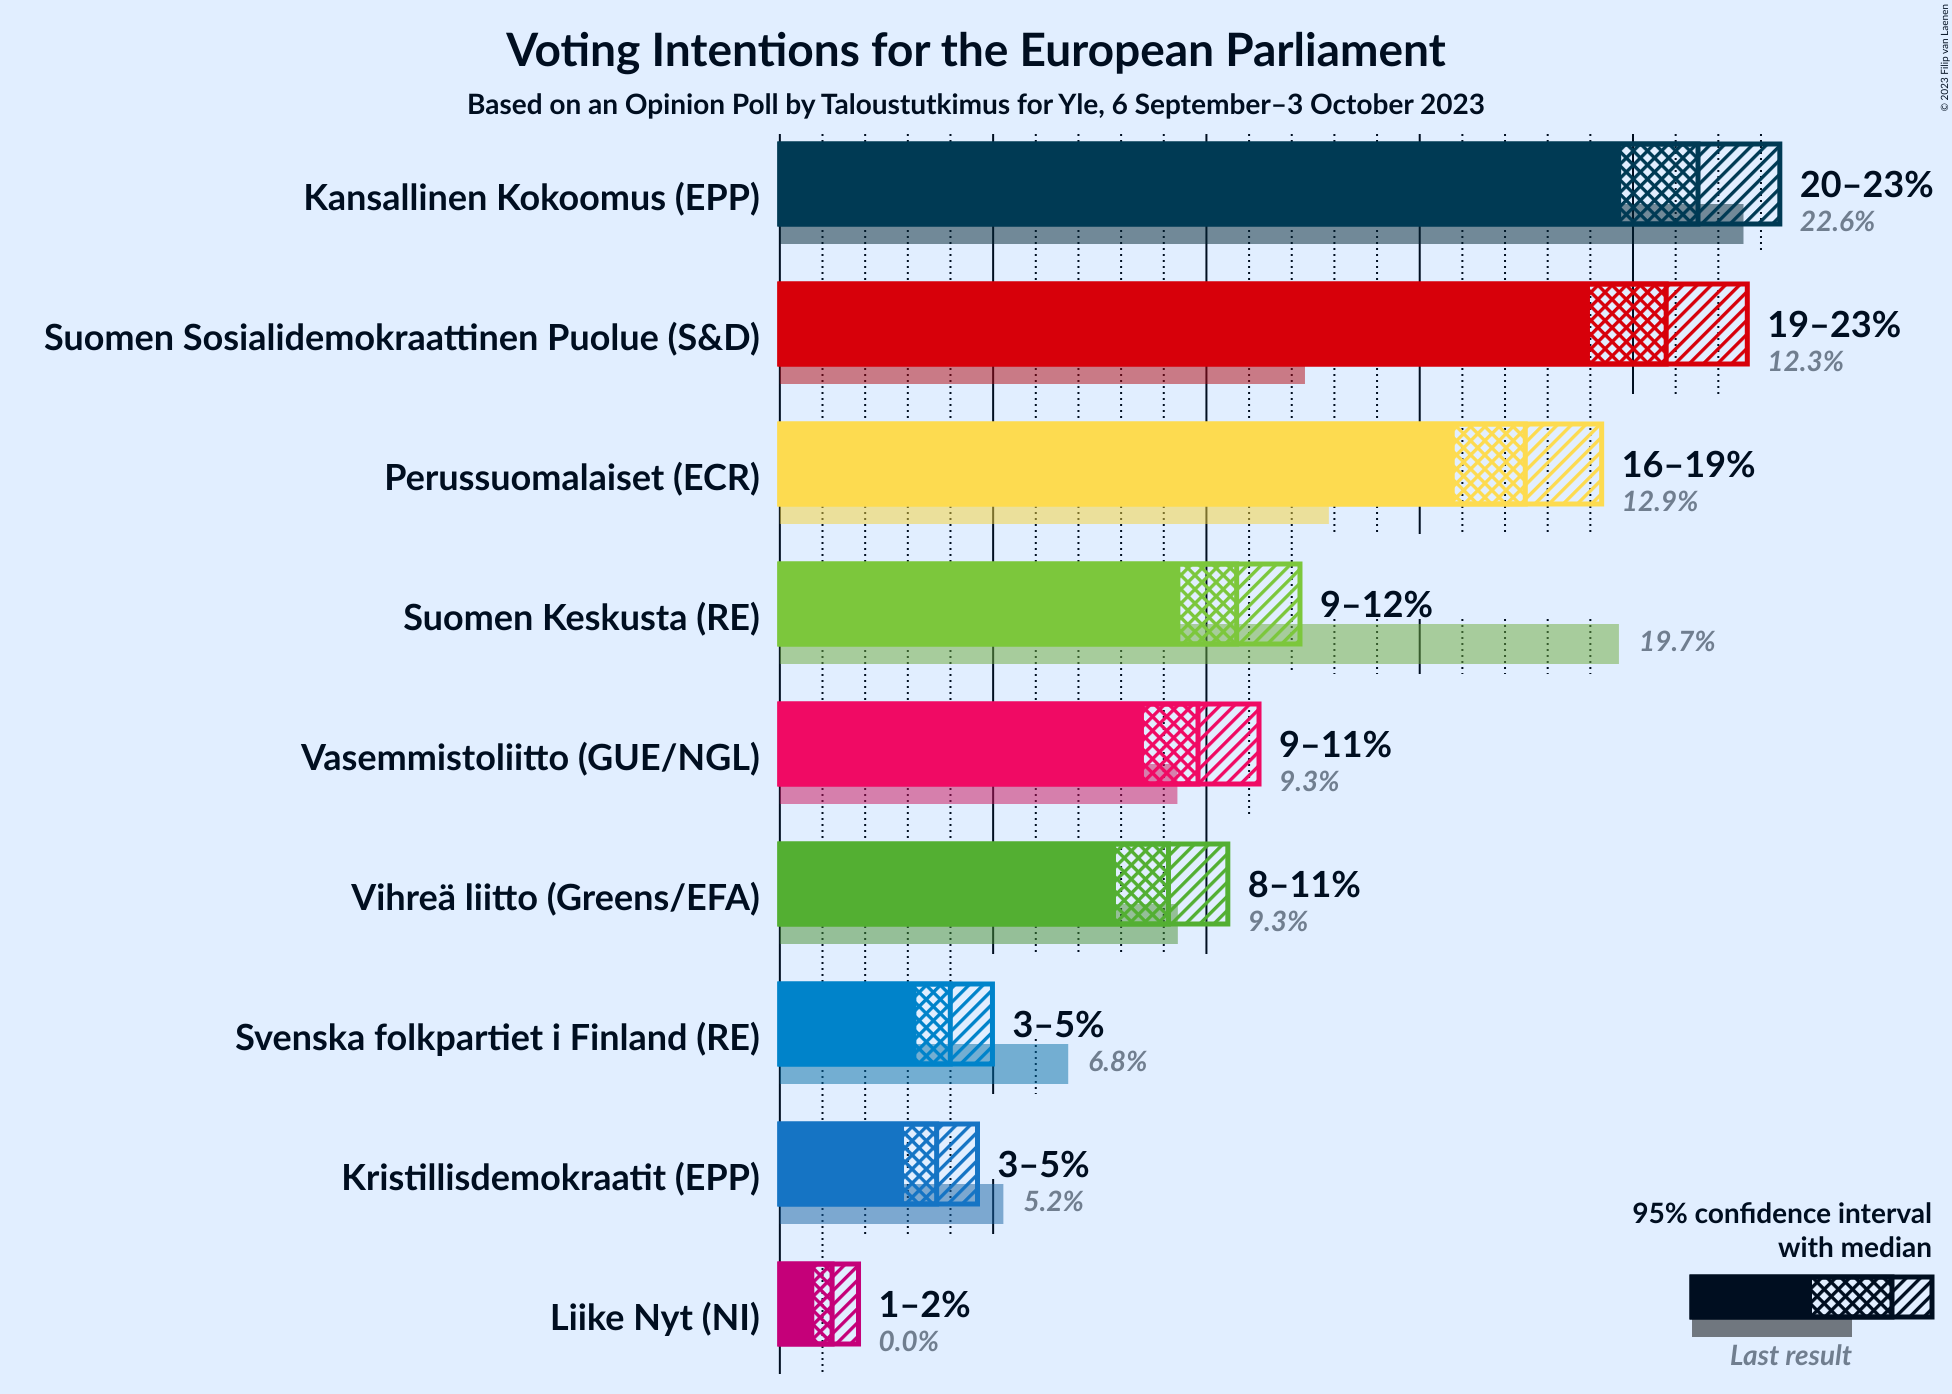 Voting Intentions for the European Parliament
Based on an Opinion Poll by Taloustutkimus for Yle, 6 September–3 October 2023
© 2023 Filip van Laenen
Kansallinen Kokoomus (EPP)
20–23%
22.6%
Suomen Sosialidemokraattinen Puolue (S&D)
19–23%
12.3%
Perussuomalaiset (ECR)
16–19%
12.9%
Suomen Keskusta (RE)
9–12%
19.7%
Vasemmistoliitto (GUE/NGL)
9–11%
9.3%
Vihreä liitto (Greens/EFA)
8–11%
9.3%
Svenska folkpartiet i Finland (RE)
3–5%
6.8%
Kristillisdemokraatit (EPP)
3–5%
5.2%
Liike Nyt (NI)
1–2%
0.0%
95% confidence interval
with median
Last result